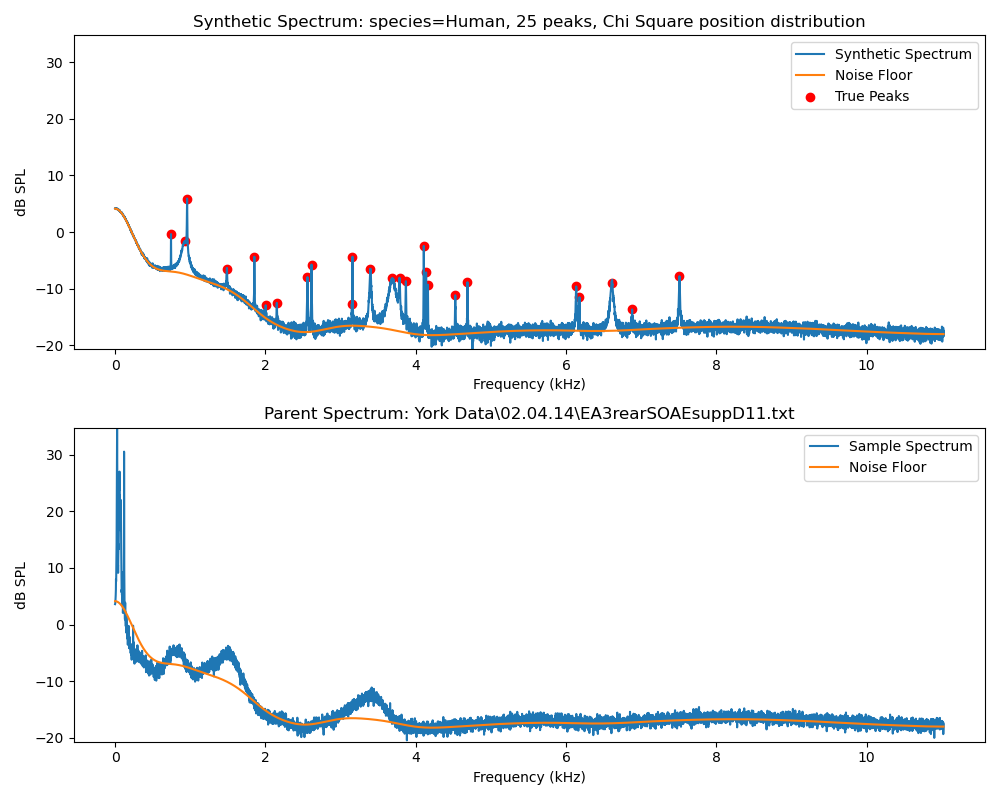 Synthetic Spectrum: species=Human, 25 peaks, Chi Square position distribution
Synthetic Spectrum
Noise Floor
True Peaks
dB SPL
30
20
10
0
−10
−20
0 2 4 6 8 10
Frequency (kHz)
Parent Spectrum: York Data\02.04.14\EA3rearSOAEsuppD11.txt
Sample Spectrum
Noise Floor
dB SPL
30
20
10
0
−10
−20
0 2 4 6 8 10
Frequency (kHz)